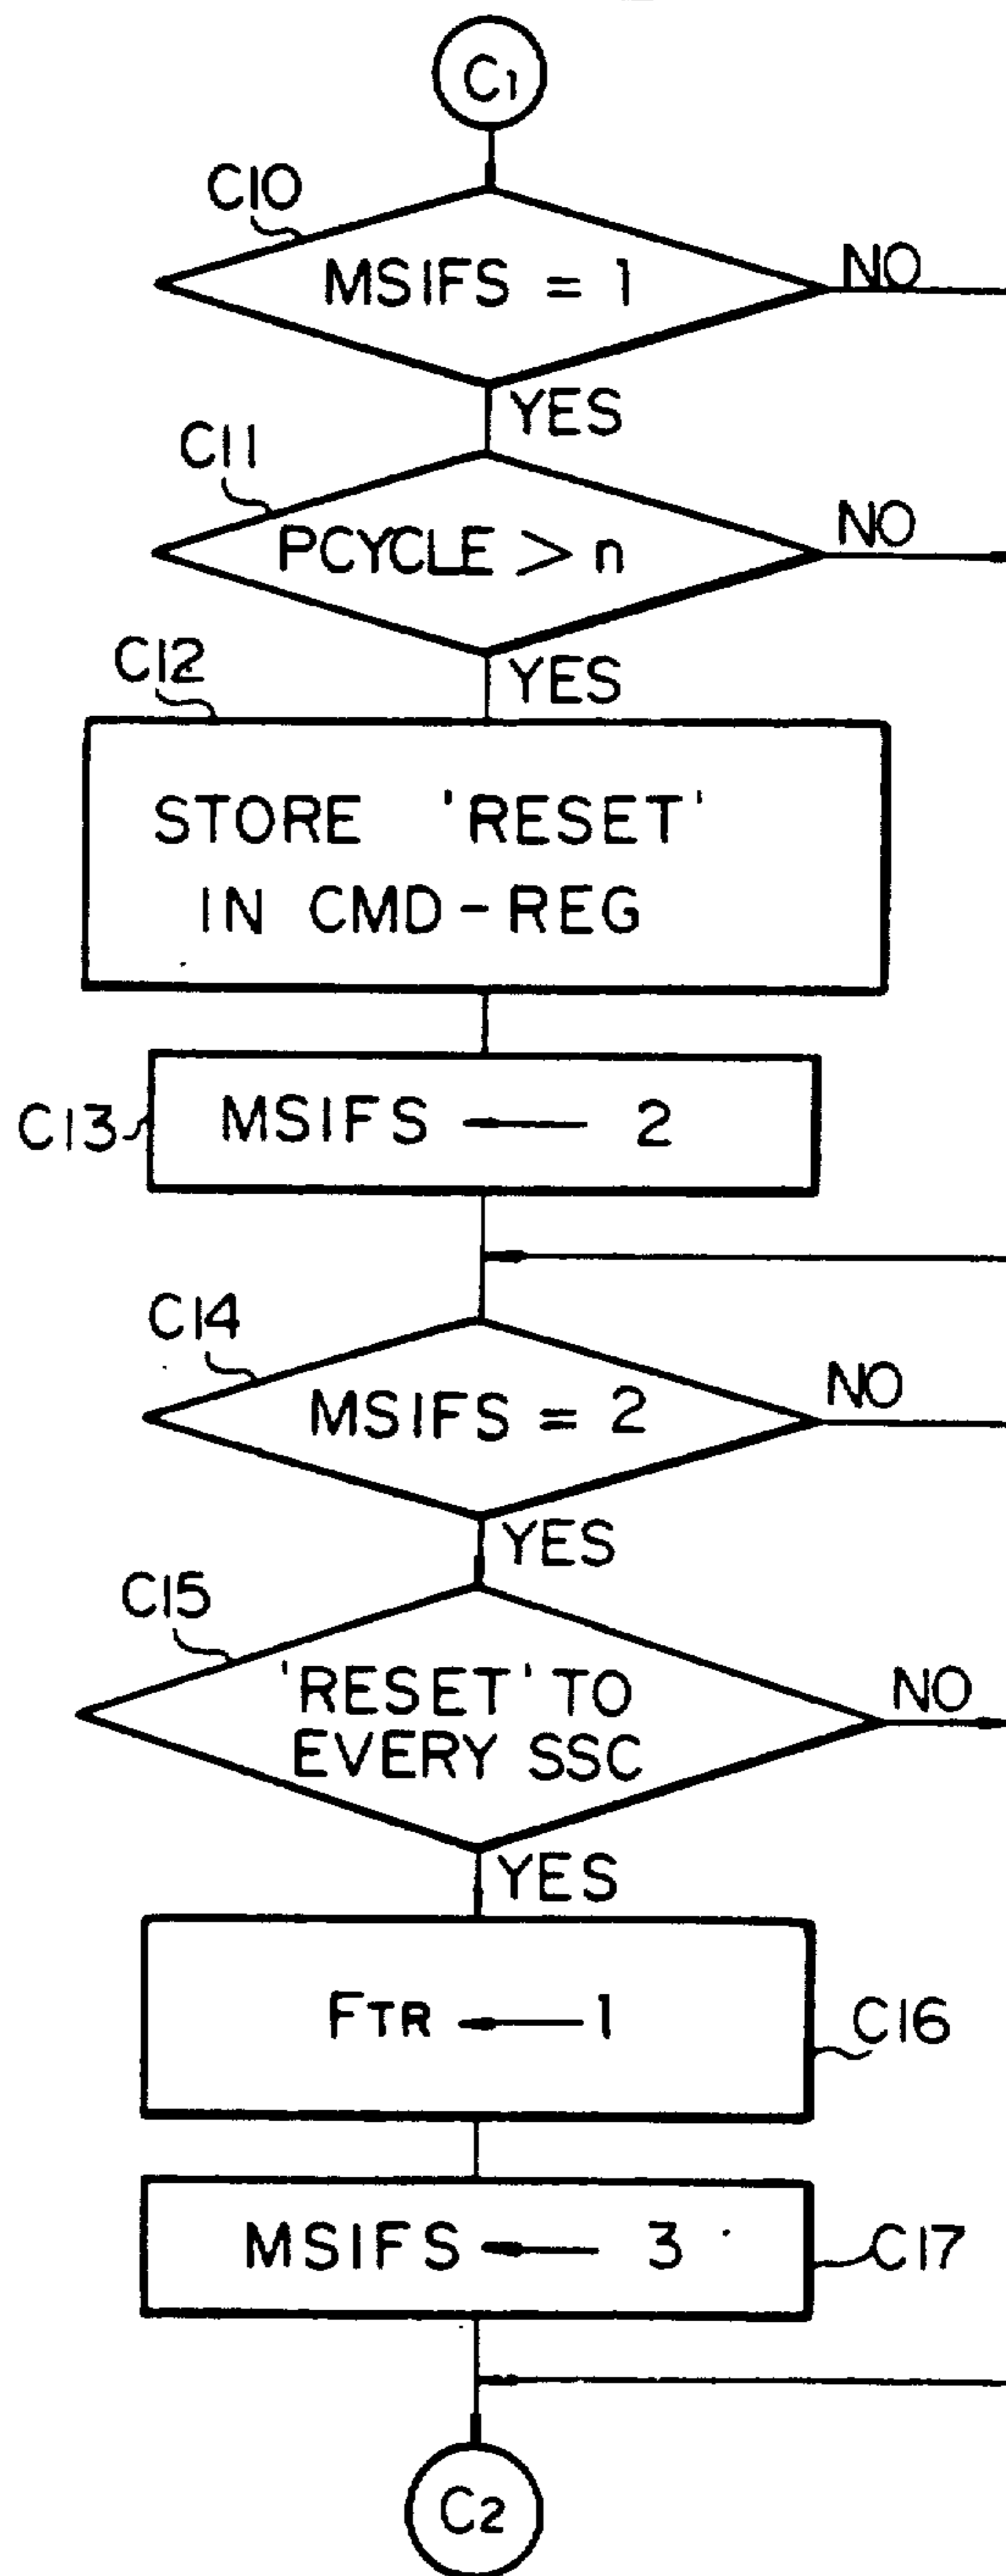 C1
C10
MSIFS = 1
NO
YES
C11
PCYCLE > n
NO
YES
C12
STORE 'RESET'
IN CMD-REG
C13
MSIFS ← 2
C14
MSIFS = 2
NO
YES
C15
'RESET' TO
EVERY SSC
NO
YES
FTR ← 1
C16
MSIFS ← 3
C17
C2